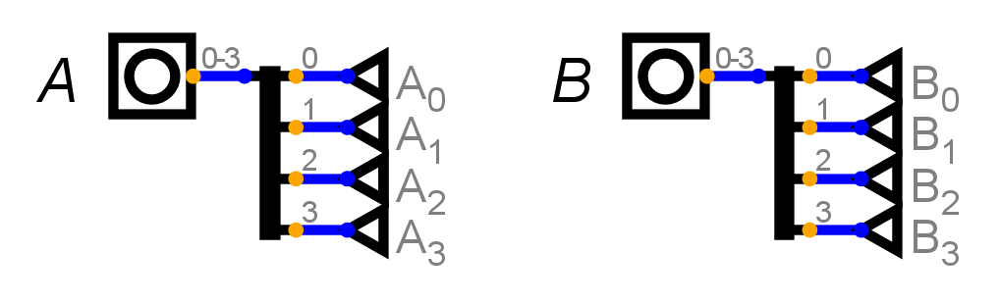 A 0-3 0 A₀ B 0-3 0 B₀
1 A₁ 1 B₁
2 A₂ 2 B₂
3 A₃ 3 B₃